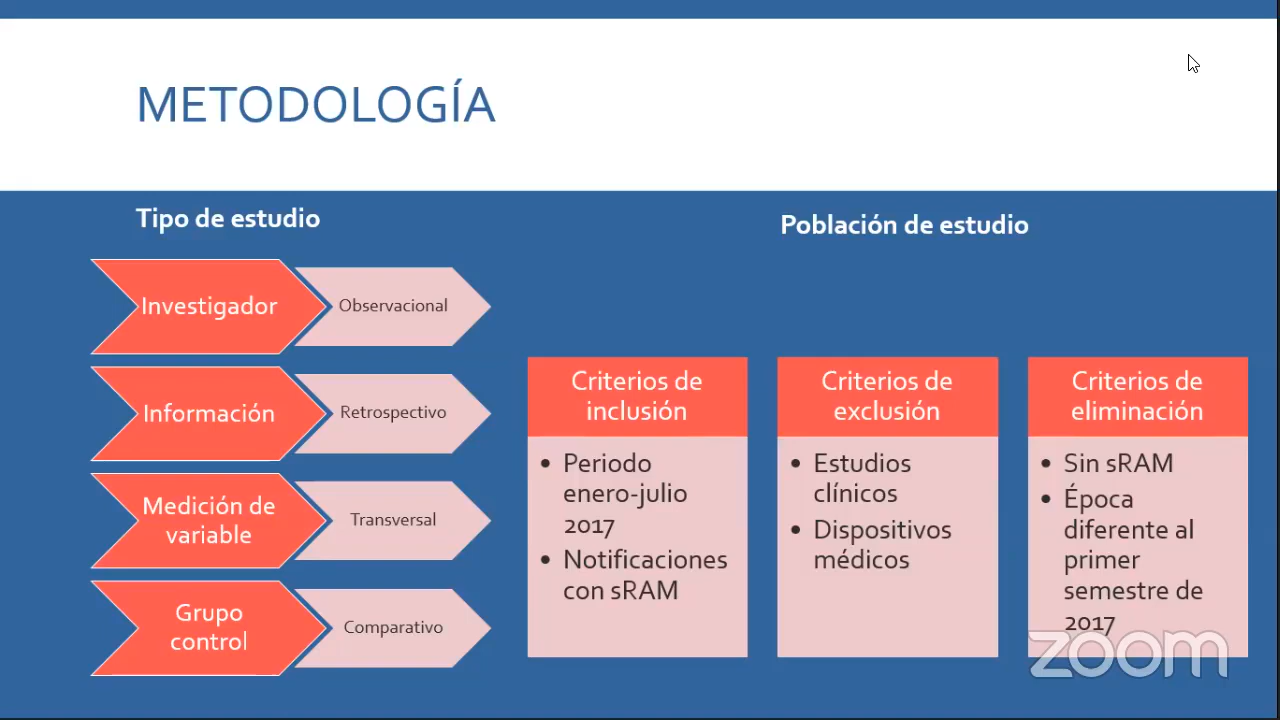 METODOLOGÍA
Tipo de estudio
Investigador
Observacional
Información
Retrospectivo
Medición de
variable
Transversal
Grupo
control
Comparativo
Población de estudio
Criterios de
inclusión
• Periodo
enero-julio
2017
• Notificaciones
con sRAM
Criterios de
exclusión
• Estudios
clínicos
• Dispositivos
médicos
Criterios de
eliminación
• Sin sRAM
• Época
diferente al
primer
semestre de
2017
zoom